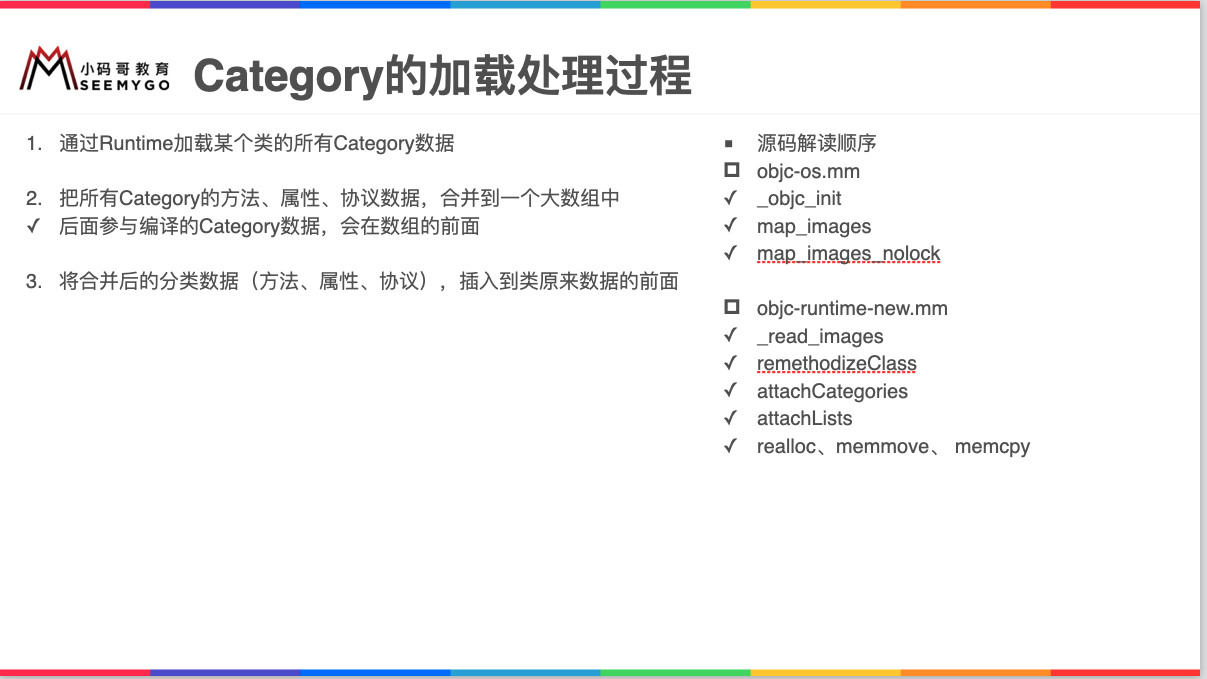 小码哥教育
SEEMYGO
Category的加载处理过程
1. 通过Runtime加载某个类的所有Category数据
2. 把所有Category的方法、属性、协议数据，合并到一个大数组中
✓ 后面参与编译的Category数据，会在数组的前面
3. 将合并后的分类数据（方法、属性、协议），插入到类原来数据的前面
▪ 源码解读顺序
□ objc-os.mm
✓ _objc_init
✓ map_images
✓ map_images_nolock
□ objc-runtime-new.mm
✓ _read_images
✓ remethodizeClass
✓ attachCategories
✓ attachLists
✓ realloc、memmove、 memcpy